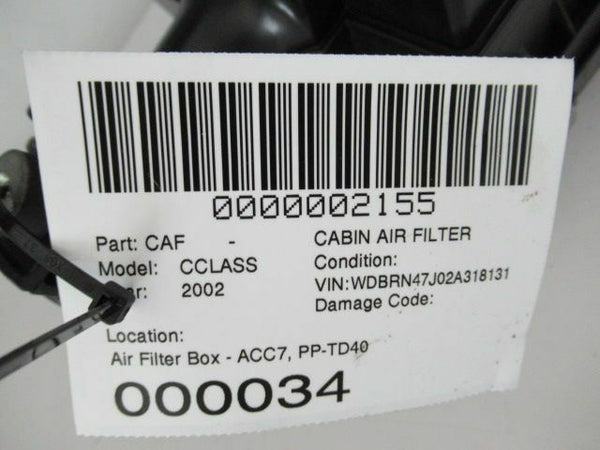 0000002155
Part: CAF - CABIN AIR FILTER
Model: CCLASS Condition:
2002 VIN:WDBRN47J02A318131
Damage Code:
Location:
Air Filter Box - ACC7, PP-TD40
000034